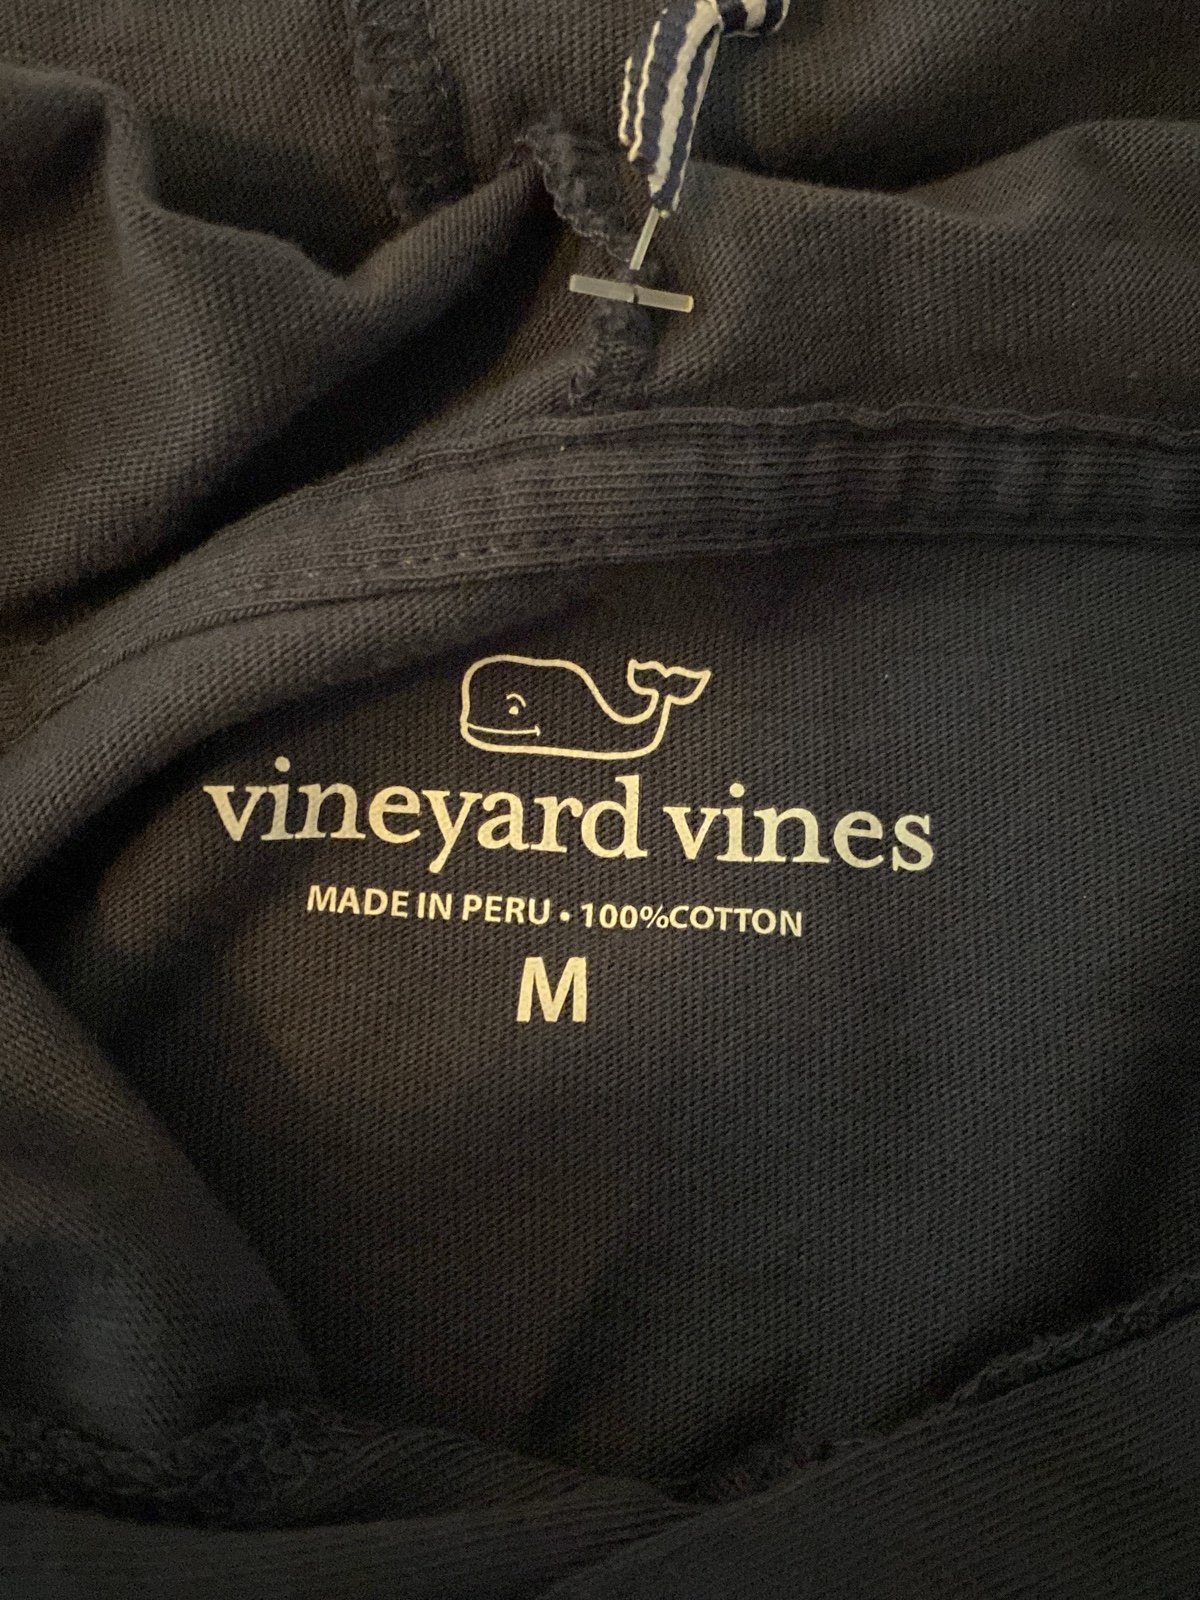 vineyard vines
MADE IN PERU • 100%COTTON
M